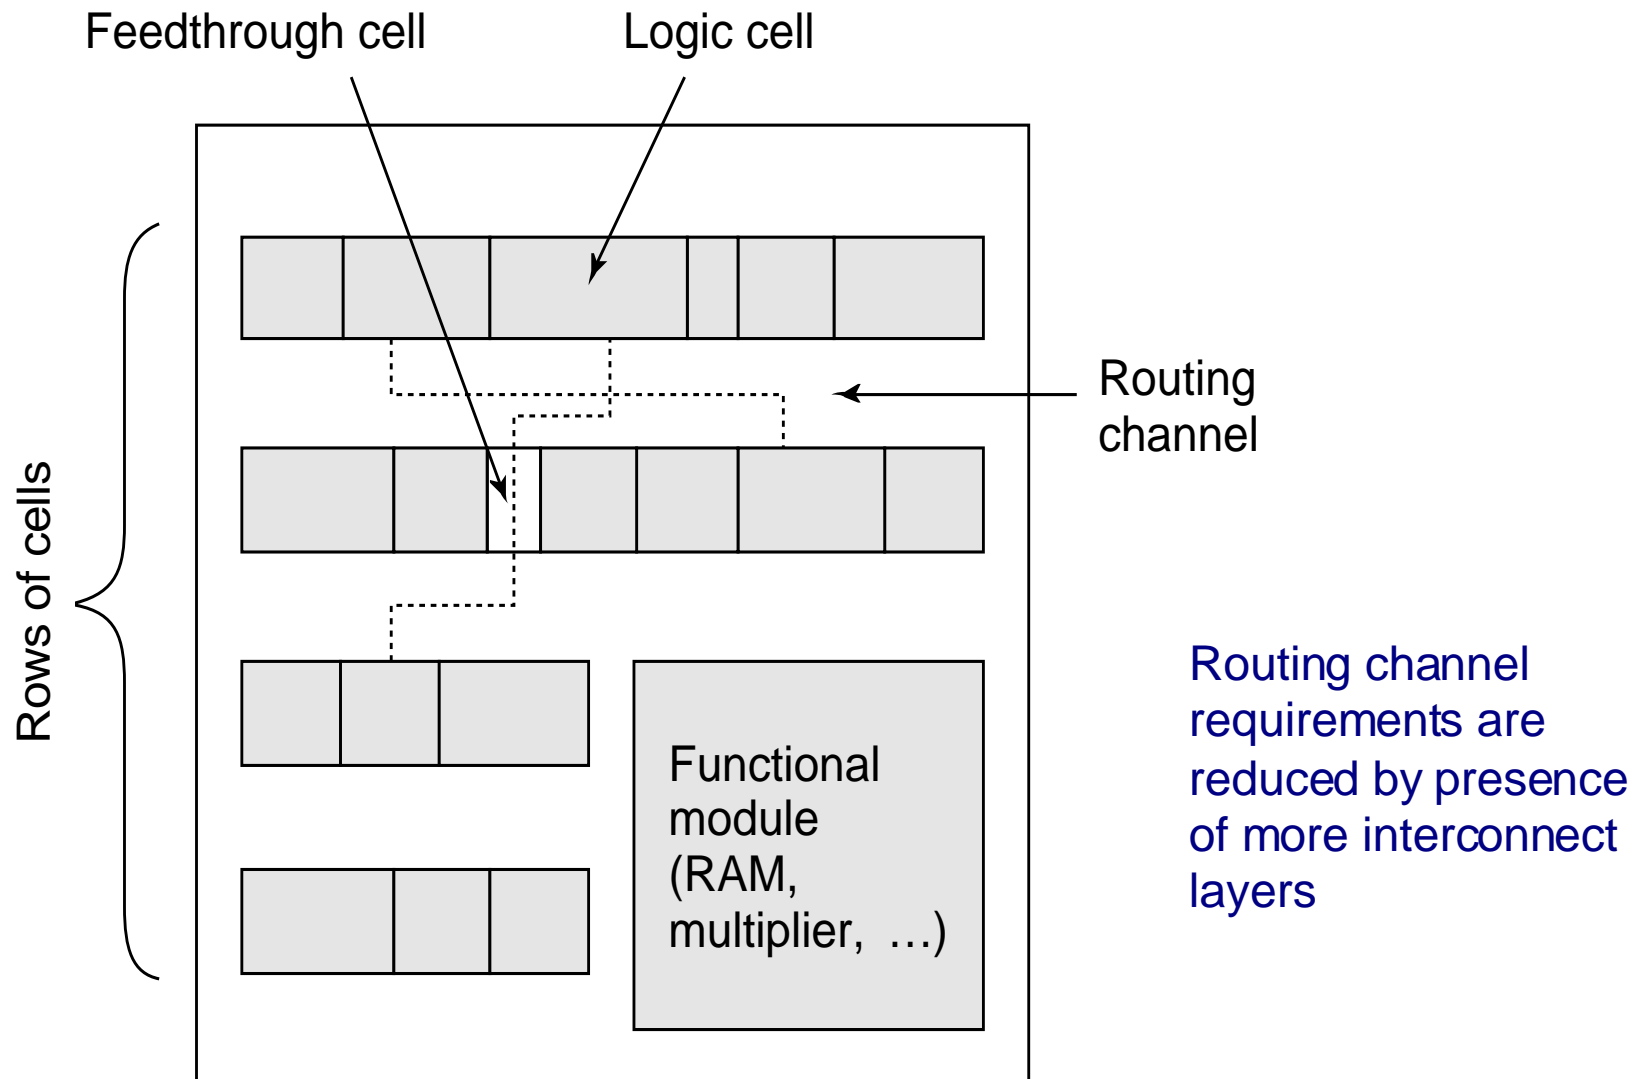 Feedthrough cell
Logic cell
Routing
channel
Rows of cells
Functional
module
(RAM,
multiplier, …)
Routing channel
requirements are
reduced by presence
of more interconnect
layers